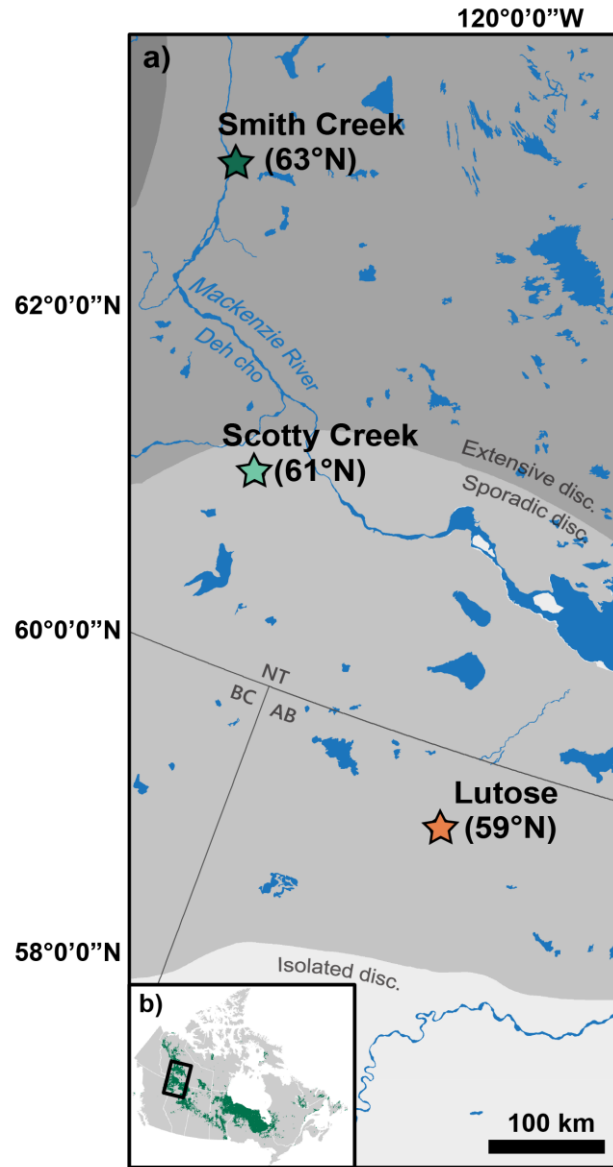 120°0'0"W
a)
Smith Creek
(63°N)
62°0'0"N
Mackenzie River
Deh cho
Scotty Creek
(61°N)
Extensive disc.
Sporadic disc.
60°0'0"N
NT
BC
AB
Lutose
(59°N)
58°0'0"N
Isolated disc.
b)
100 km